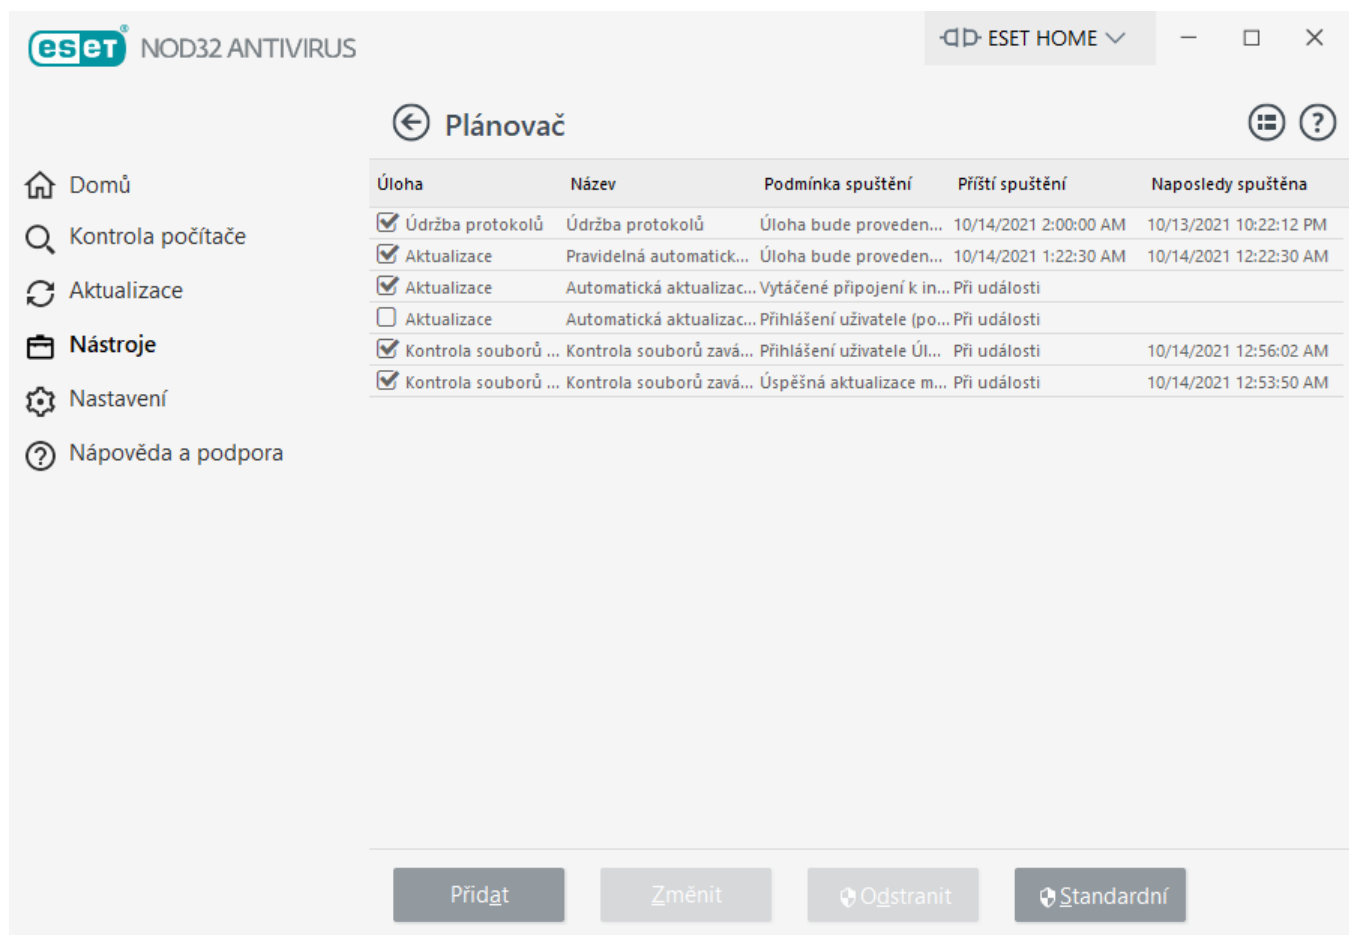 eset® NOD32 ANTIVIRUS
ESET HOME
Plánovač
Domů
Kontrola počítače
Aktualizace
Nástroje
Nastavení
Nápověda a podpora
Úloha Název Podmínka spuštění Příští spuštění Naposledy spuštěna
Údržba protokolů Údržba protokolů Úloha bude proveden... 10/14/2021 2:00:00 AM 10/13/2021 10:22:12 PM
Aktualizace Pravidelná automatick... Úloha bude proveden... 10/14/2021 1:22:30 AM 10/14/2021 12:22:30 AM
Aktualizace Automatická aktualizac... Vytáčené připojení k in... Při události
Aktualizace Automatická aktualizac... Přihlášení uživatele (po... Při události
Kontrola souborů ... Kontrola souborů zavá... Přihlášení uživatele Úl... Při události 10/14/2021 12:56:02 AM
Kontrola souborů ... Kontrola souborů zavá... Úspěšná aktualizace m... Při události 10/14/2021 12:53:50 AM
Přidat Změnit Odstranit Standardní